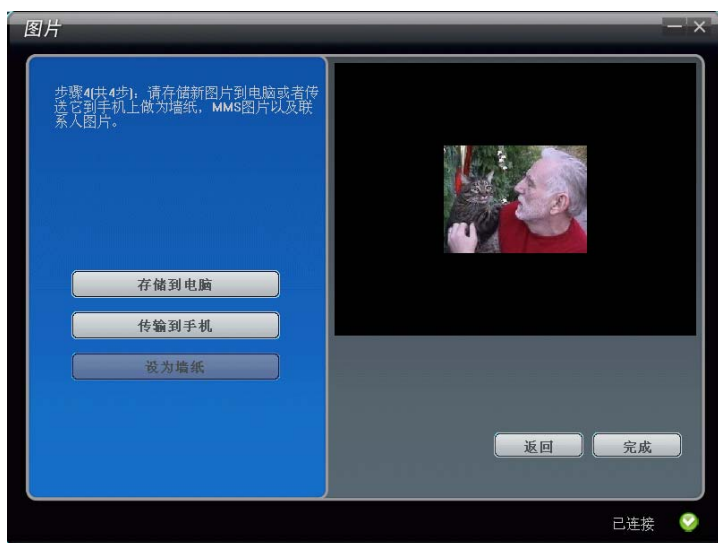 图片
步骤4(共4步)：请存储新图片到电脑或者传
送它到手机上做为墙纸，MMS图片以及联
系人图片。
存储到电脑
传输到手机
设为墙纸
返回 完成
已连接